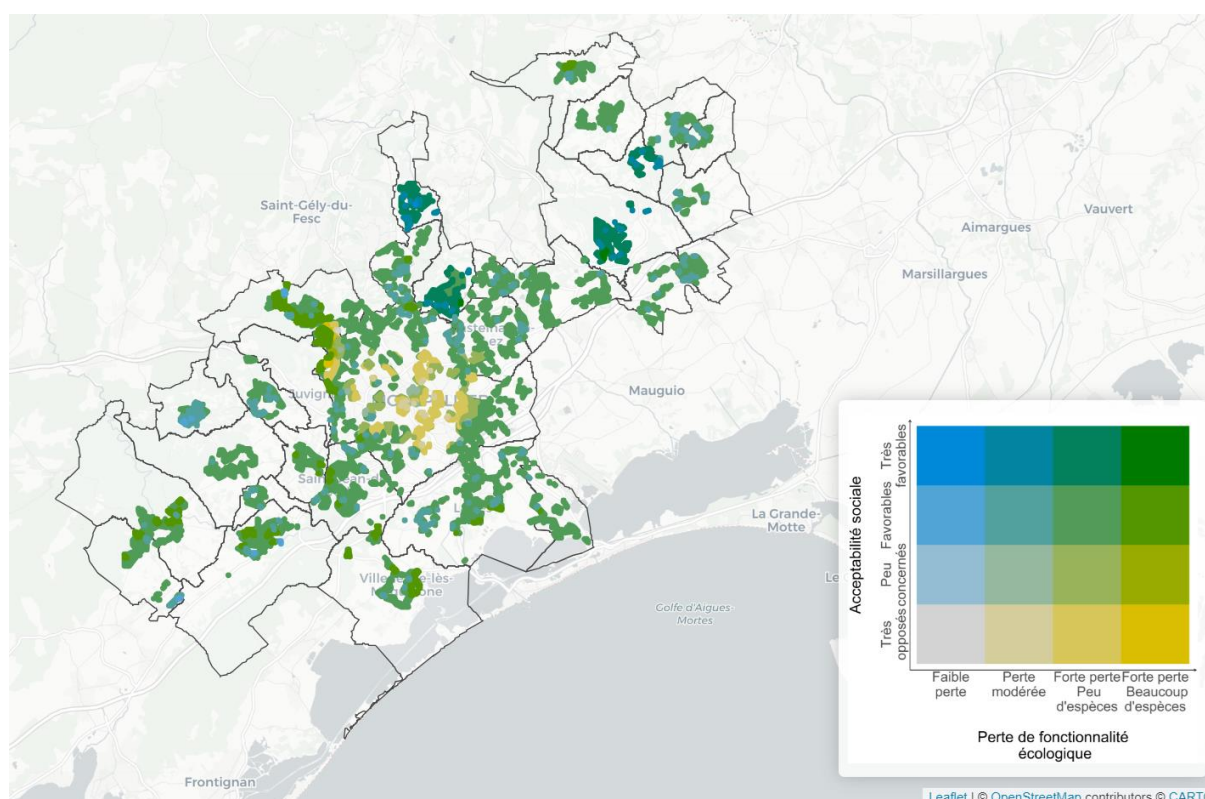 Saint-Gély-du-
Fesc
Vauvert
Aimargues
Marsillargues
Mauguio
La Grande-
Motte
Golfe d'Aigues
Mortes
Frontignan
Acceptabilité sociale
Très
favorables
Favorables
Peu
concernés
Très
opposés
Faible
perte
Perte
modérée
Forte perte
Peu
d'espèces
Forte perte
Beaucoup
d'espèces
Perte de fonctionnalité
écologique
Leaflet | © OpenStreetMap contributors ©